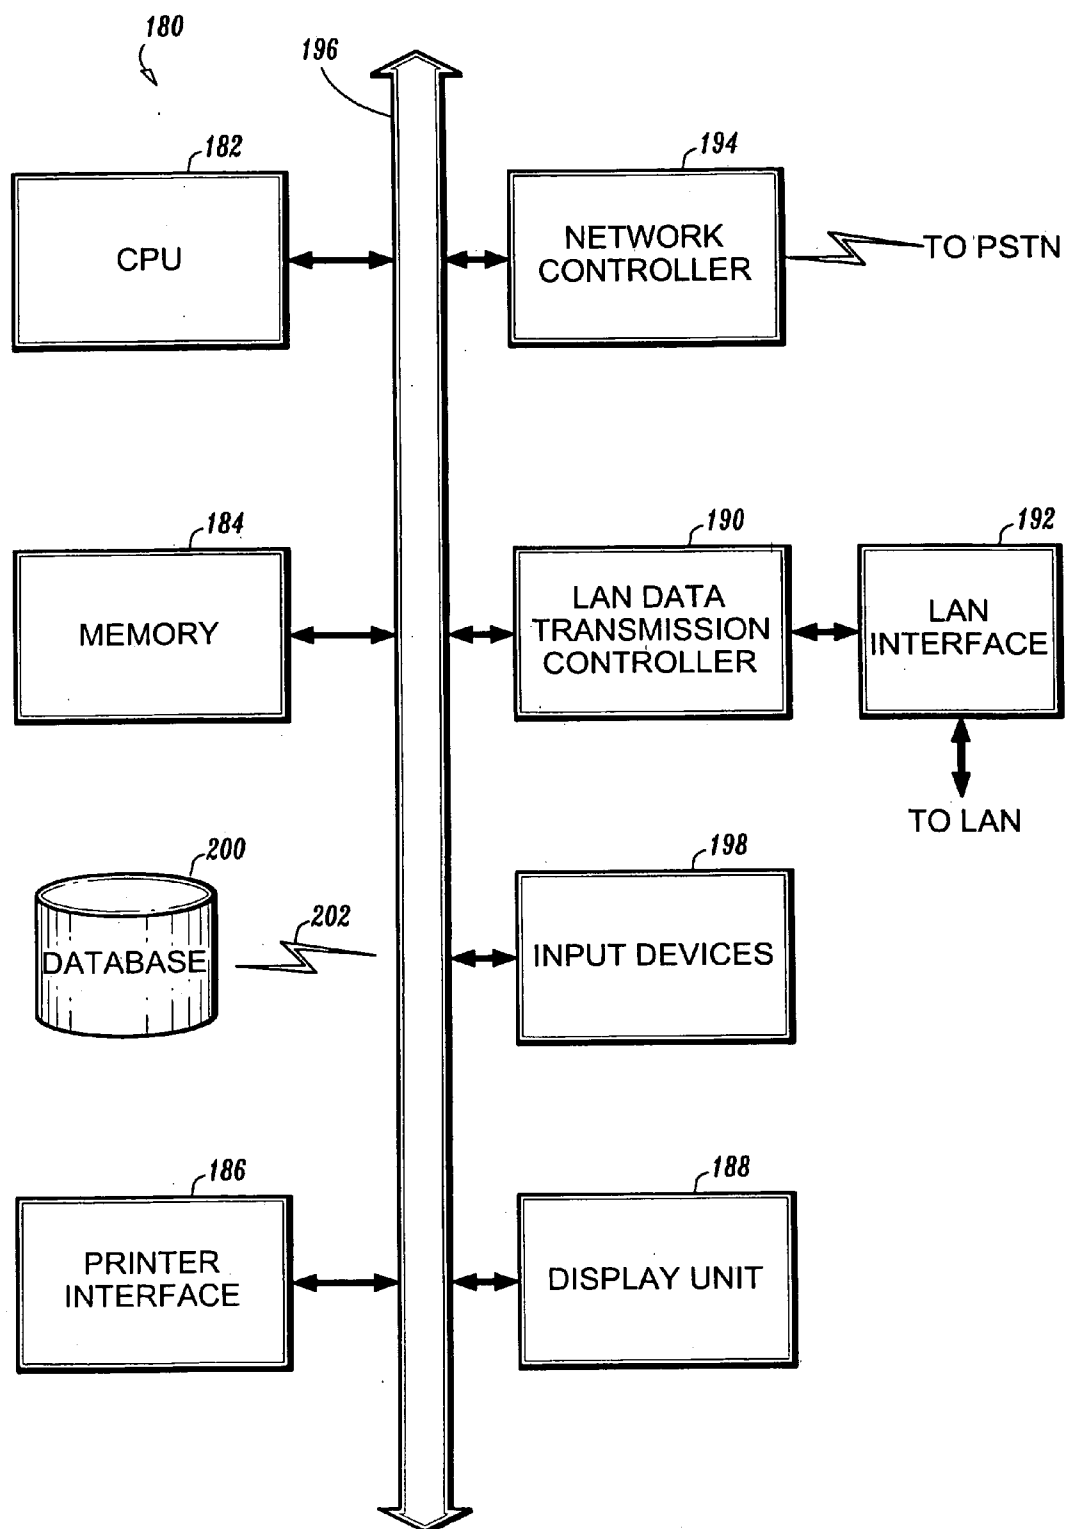 180
196
182
CPU
194
NETWORK
CONTROLLER
TO PSTN
184
MEMORY
190
LAN DATA
TRANSMISSION
CONTROLLER
192
LAN
INTERFACE
TO LAN
200
DATABASE
202
198
INPUT DEVICES
186
PRINTER
INTERFACE
188
DISPLAY UNIT